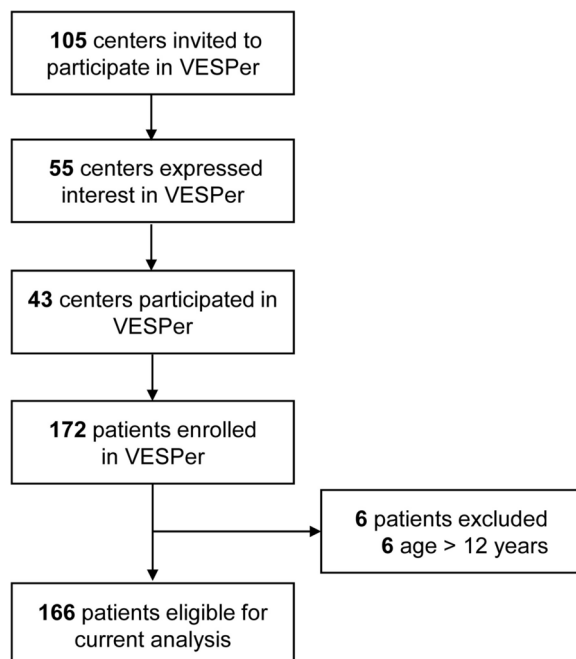 105 centers invited to
participate in VESPer
55 centers expressed
interest in VESPer
43 centers participated in
VESPer
172 patients enrolled
in VESPer
6 patients excluded
6 age > 12 years
166 patients eligible for
current analysis